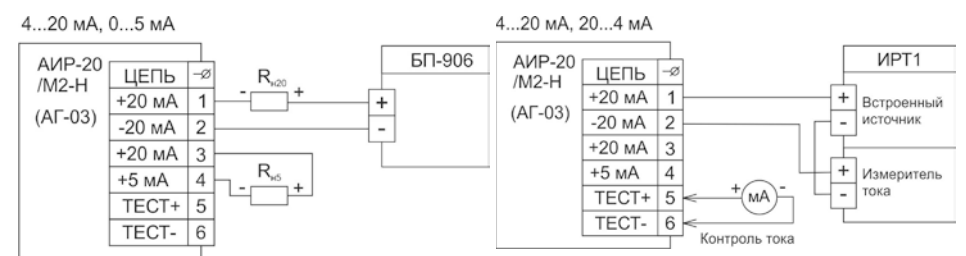 4...20 мА, 0...5 мА
АИР-20
/М2-Н
(АГ-03)
ЦЕПЬ
+20 мА 1
-20 мА 2
+20 мА 3
+5 мА 4
ТЕСТ+ 5
ТЕСТ- 6
- Rн20 +
- Rн5 +
БП-906
+
-
4...20 мА, 20...4 мА
АИР-20
/М2-Н
(АГ-03)
ЦЕПЬ
+20 мА 1
-20 мА 2
+20 мА 3
+5 мА 4
ТЕСТ+ 5
ТЕСТ- 6
+ мА -
Контроль тока
ИРТ1
+
-
Встроенный
источник
+
-
Измеритель
тока